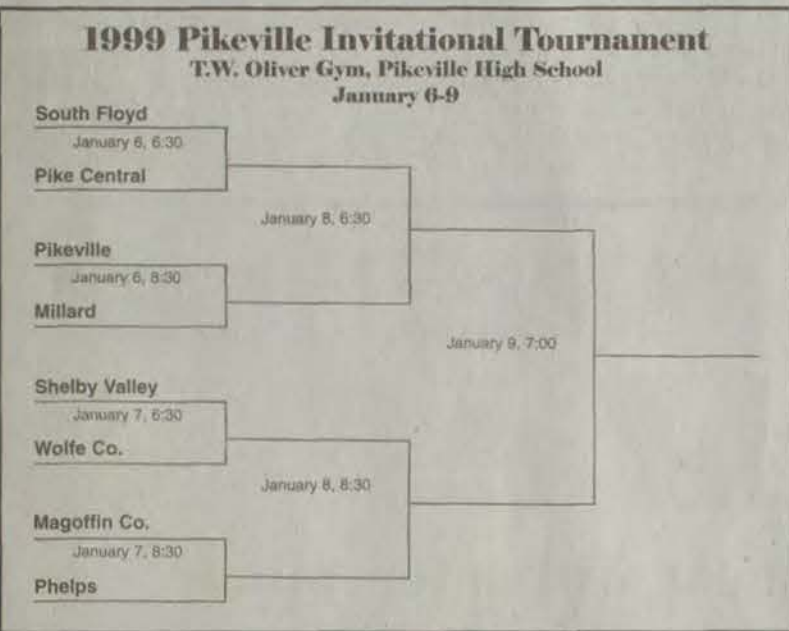 1999 Pikeville Invitational Tournament
T.W. Oliver Gym, Pikeville High School
January 6-9
South Floyd
January 6, 6:30
Pike Central
January 8, 6:30
Pikeville
January 6, 8:30
Millard
January 9, 7:00
Shelby Valley
January 7, 6:30
Wolfe Co.
January 8, 8:30
Magoffin Co.
January 7, 8:30
Phelps